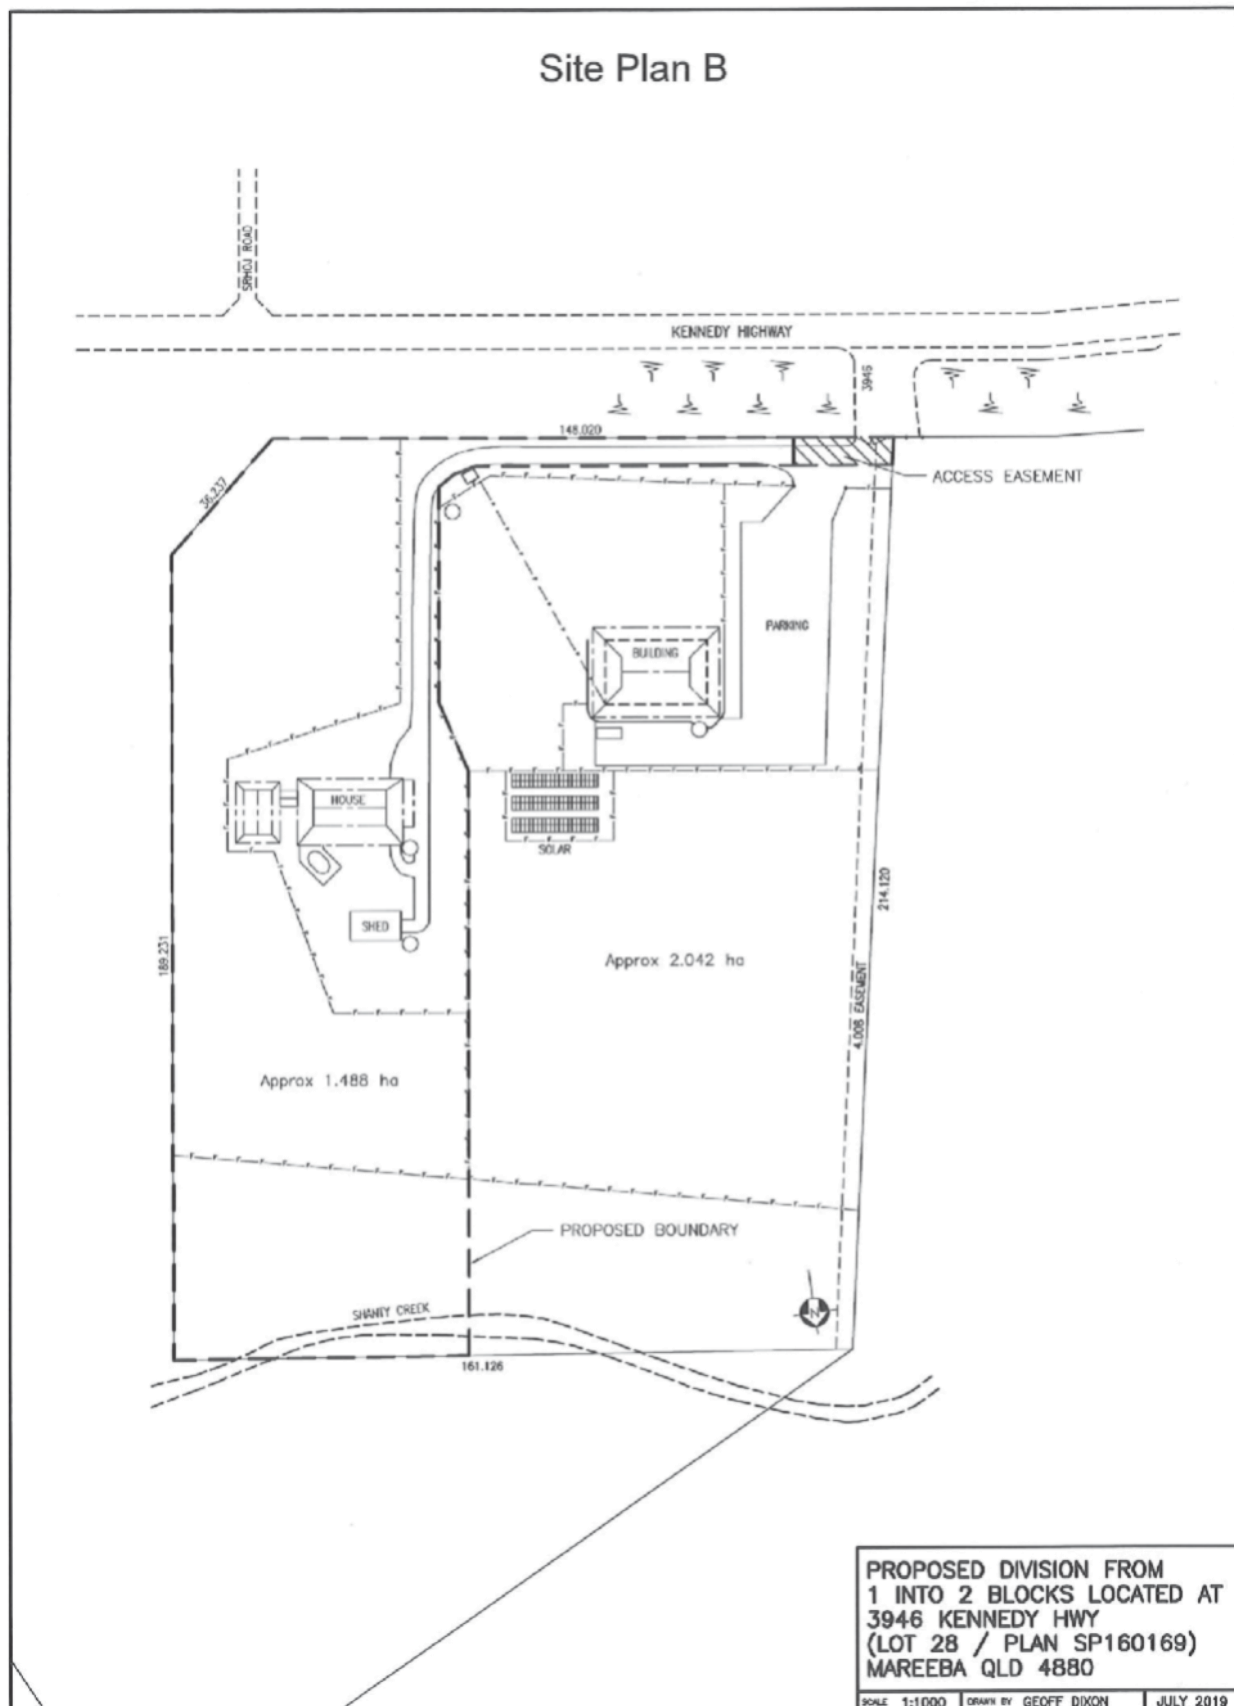 Site Plan B
SRHOJ ROAD
KENNEDY HIGHWAY
3946
148.020
ACCESS EASEMENT
36.237
PARKING
BUILDING
HOUSE
SOLAR
SHED
214.120
189.231
Approx 2.042 ha
4.008 EASEMENT
Approx 1.488 ha
PROPOSED BOUNDARY
N
SHANTY CREEK
161.126
PROPOSED DIVISION FROM
1 INTO 2 BLOCKS LOCATED AT
3946 KENNEDY HWY
(LOT 28 / PLAN SP160169)
MAREEBA QLD 4880
SCALE 1:1000 DRAWN BY GEOFF DIXON JULY 2019